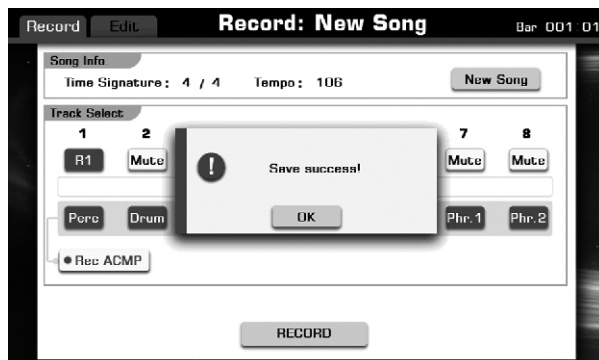 Record Edit Record: New Song Bar 001:01
Song Info.
Time Signature: 4 / 4 Tempo: 106 New Song
Track Select
1 2 7 8
R1 Mute Mute Mute
! Save success!
OK
Perc Drum Phr.1 Phr.2
Rec ACMP
RECORD